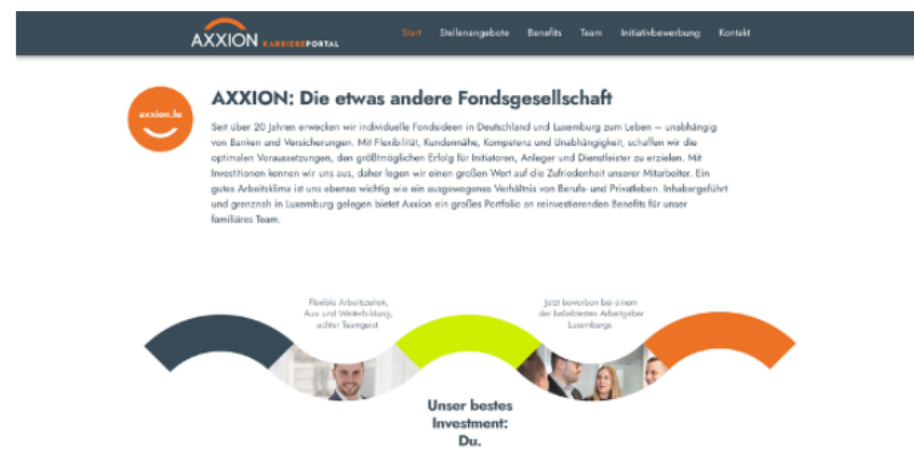 AXXION KARRIEREPORTAL
Start Stellenangebote Benefits Team Initiativbewerbung Kontakt
axxion.lu
AXXION: Die etwas andere Fondsgesellschaft
Seit über 20 Jahren erwecken wir individuelle Fondsideen in Deutschland und Luxemburg zum Leben – unabhängig
von Banken und Versicherungen. Mit Flexibilität, Kundennähe, Kompetenz und Unabhängigkeit, schaffen wir die
optimalen Voraussetzungen, den größtmöglichen Erfolg für Initiatoren, Anleger und Dienstleister zu erzielen. Mit
Investitionen kennen wir uns aus, daher legen wir einen großen Wert auf die Zufriedenheit unserer Mitarbeiter. Ein
gutes Arbeitsklima ist uns ebenso wichtig wie ein ausgewogenes Verhältnis von Berufs- und Privatleben. Inhabergeführt
und grenznah in Luxemburg gelegen bietet Axxion ein großes Portfolio an reinvestierenden Benefits für unser
familiäres Team.
Flexible Arbeitszeiten,
Aus- und Weiterbildung,
echter Teamgeist.
Jetzt bewerben bei einem
der beliebtesten Arbeitgeber
Luxemburgs.
Unser bestes
Investment:
Du.